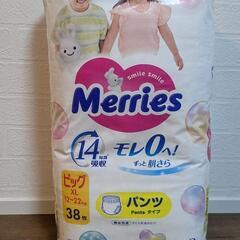 smile smile
Merries
14時間吸収
モレ0へ!
ずっと肌さら
ビッグ
XL
12~22kg
38枚
パンツ
Pants タイプ